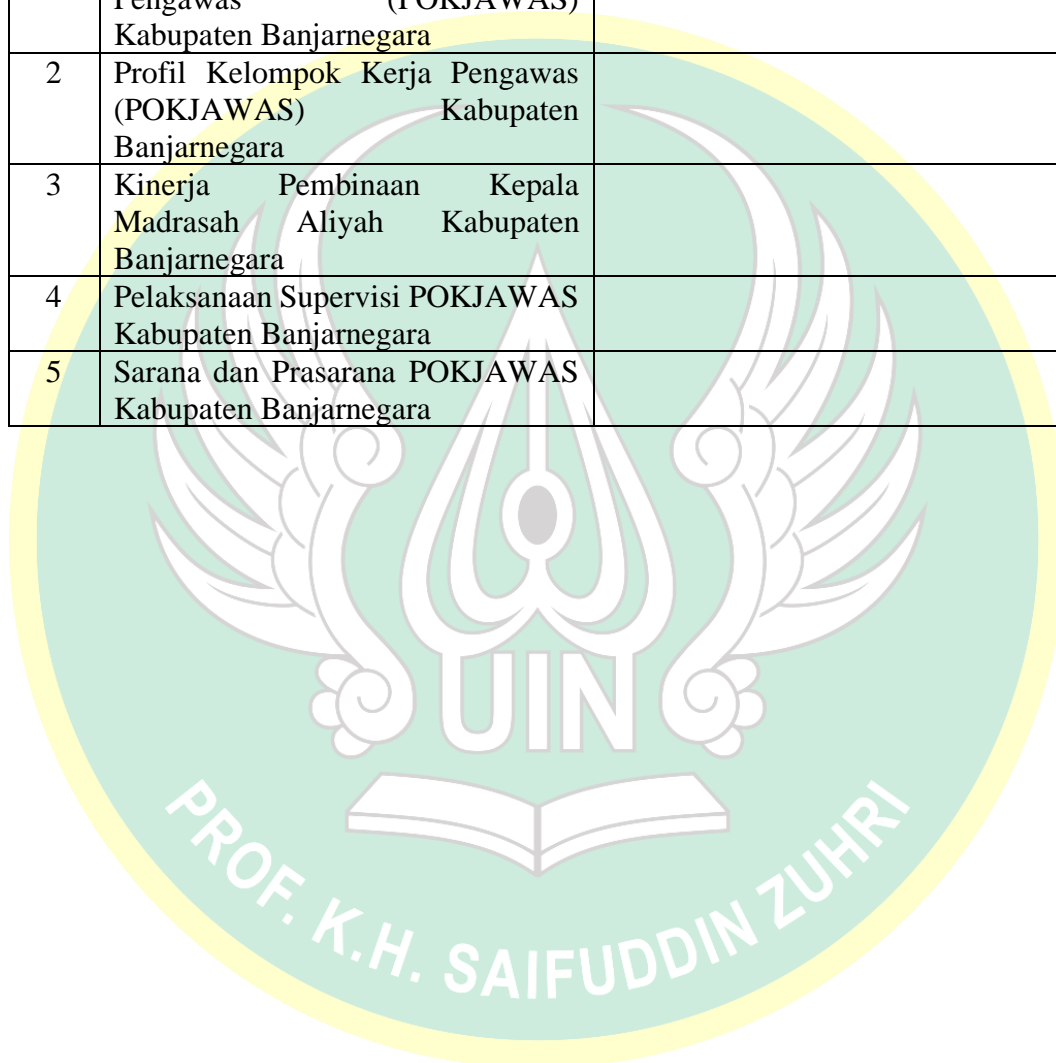 Pengawas (POKJAWAS)
Kabupaten Banjarnegara
2 Profil Kelompok Kerja Pengawas
(POKJAWAS) Kabupaten
Banjarnegara
3 Kinerja Pembinaan Kepala
Madrasah Aliyah Kabupaten
Banjarnegara
4 Pelaksanaan Supervisi POKJAWAS
Kabupaten Banjarnegara
5 Sarana dan Prasarana POKJAWAS
Kabupaten Banjarnegara
UIN
PROF. K.H. SAIFUDDIN ZUHRI